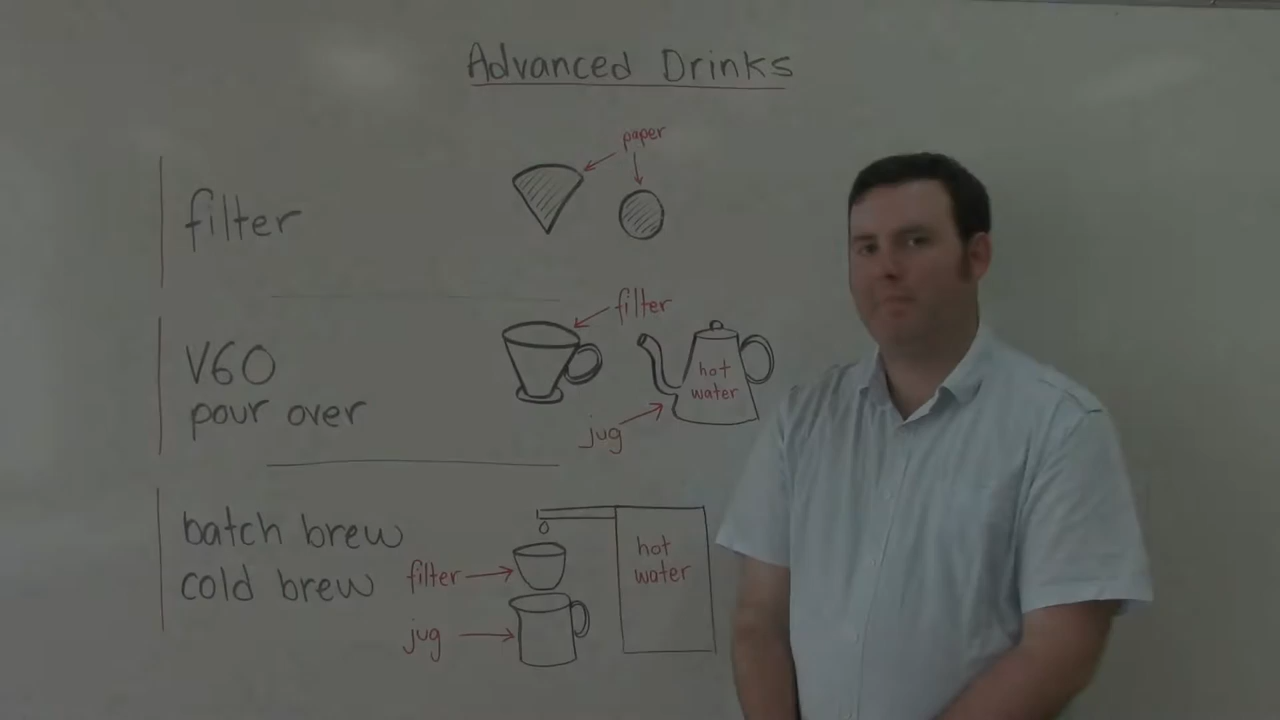 Advanced Drinks
paper
filter
filter
V60
pour over
hot
water
jug
batch brew
cold brew
filter
jug
hot
water